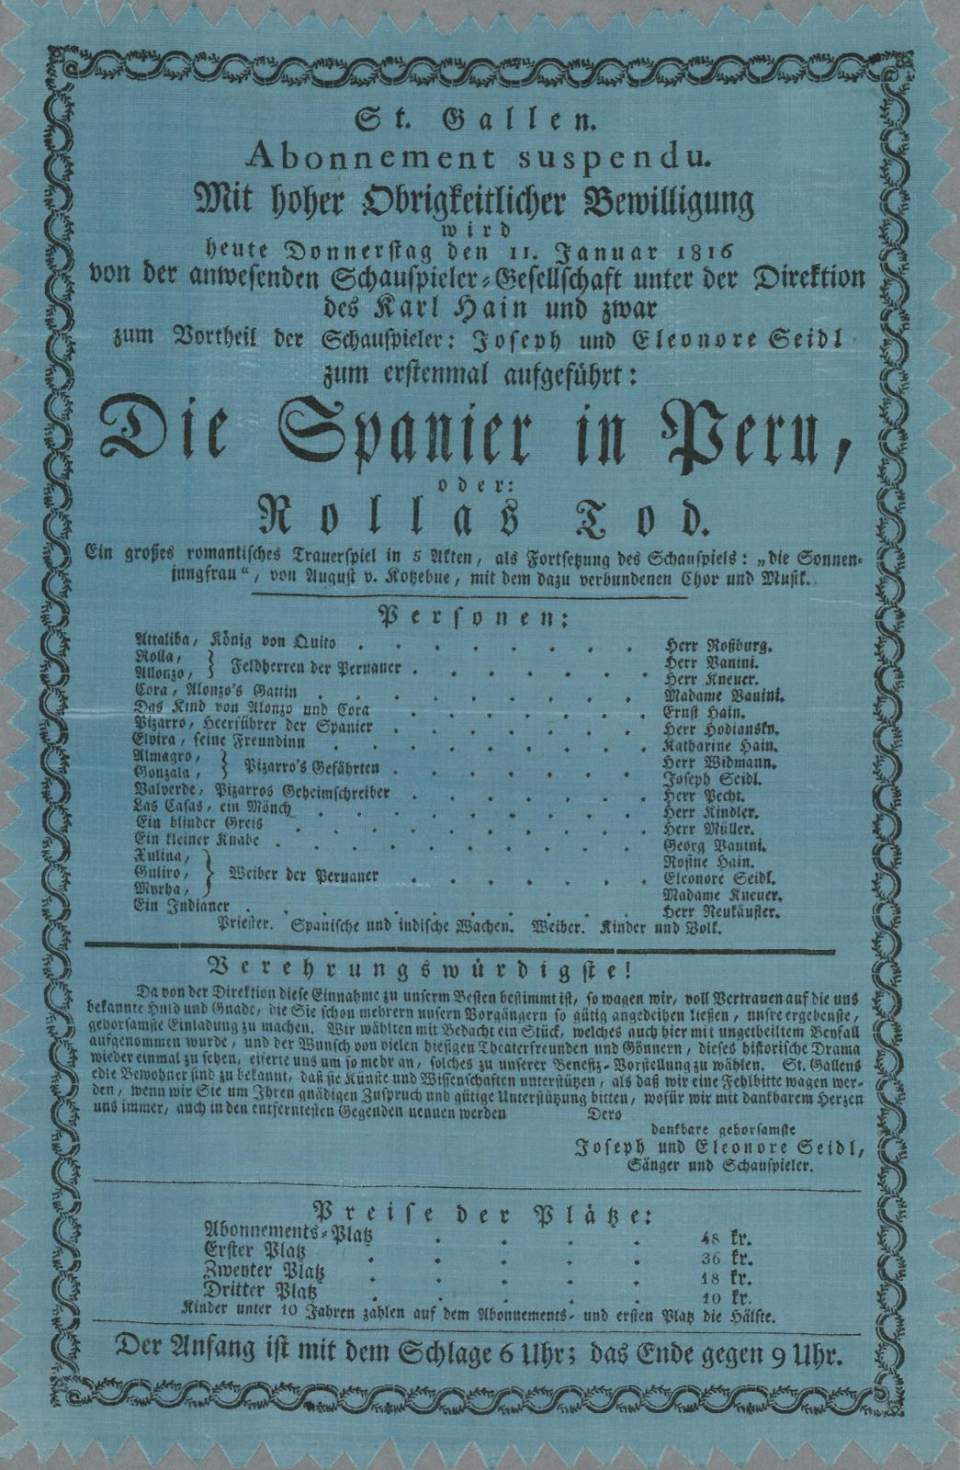 St. Gallen.
Abonnement suspendu.
Mit hoher Obrigkeitlicher Bewilligung
wird
heute Donnerstag den 11. Januar 1816
von der anwesenden Schauspieler-Gesellschaft unter der Direktion
des Karl Hain und zwar
zum Vortheil der Schauspieler: Joseph und Eleonore Seidl
zum erstenmal aufgeführt:
Die Spanier in Peru,
oder:
Rollas Tod.
Ein großes romantisches Trauerspiel in 5 Akten, als Fortsetzung des Schauspiels: „die Sonnen-
jungfrau“, von August v. Kotzebue, mit dem dazu verbundenen Chor und Musik.
Personen:
Attaliba, König von Quito . . . . . . Herr Roßburg.
Rolla, } Feldherren der Peruaner . . . . . Herr Vanini.
Allonzo, Herr Kneuer.
Cora, Alonzo's Gattin . . . . . . Madame Vanini.
Das Kind von Alonzo und Cora . . . . . Ernst Hain.
Pizarro, Heerführer der Spanier . . . . . Herr Hodiansky.
Elvira, seine Freundinn . . . . . . Katharine Hain.
Almagro, } Pizarro's Gefährten . . . . . Herr Widmann.
Gonzala, Joseph Seidl.
Valverde, Pizarros Geheimschreiber . . . . . Herr Pecht.
Las Casas, ein Mönch . . . . . . Herr Kindler.
Ein blinder Greis . . . . . . Herr Müller.
Ein kleiner Knabe . . . . . . Georg Vanini.
Xulina, Rosine Hain.
Guliro, } Weiber der Peruaner . . . . . Eleonore Seidl.
Myrha, Madame Kneuer.
Ein Indianer . . . . . . Herr Neukäufler.
Priester. Spanische und indische Wachen. Weiber. Kinder und Volk.
Verehrungswürdigste!
Da von der Direktion diese Einnahme zu unserm Besten bestimmt ist, so wagen wir, voll Vertrauen auf die uns
bekannte Huld und Gnade, die Sie schon mehrern unsern Vorgängern so gütig angedeihen ließen, unsre ergebenste,
gehorsamste Einladung zu machen. Wir wählten mit Bedacht ein Stück, welches auch hier mit ungetheiltem Beyfall
aufgenommen wurde, und der Wunsch von vielen hiesigen Theaterfreunden und Gönnern, dieses historische Drama
wieder einmal zu sehen, eiferte uns um so mehr an, solches zu unserer Benefiz-Vorstellung zu wählen. St. Gallens
edle Bewohner sind zu bekannt, daß sie Künste und Wissenschaften unterstützen, als daß wir eine Fehlbitte wagen wer-
den, wenn wir Sie um Ihren gnädigen Zuspruch und gütige Unterstützung bitten, wofür wir mit dankbarem Herzen
uns immer, auch in den entferntesten Gegenden nennen werden Dero
dankbare gehorsamste
Joseph und Eleonore Seidl,
Sänger und Schauspieler.
Preise der Plätze:
Abonnements-Platz . . . . 48 kr.
Erster Platz . . . . 36 kr.
Zweyter Platz . . . . 18 kr.
Dritter Platz . . . . 10 kr.
Kinder unter 10 Jahren zahlen auf dem Abonnements- und ersten Platz die Hälfte.
Der Anfang ist mit dem Schlage 6 Uhr; das Ende gegen 9 Uhr.